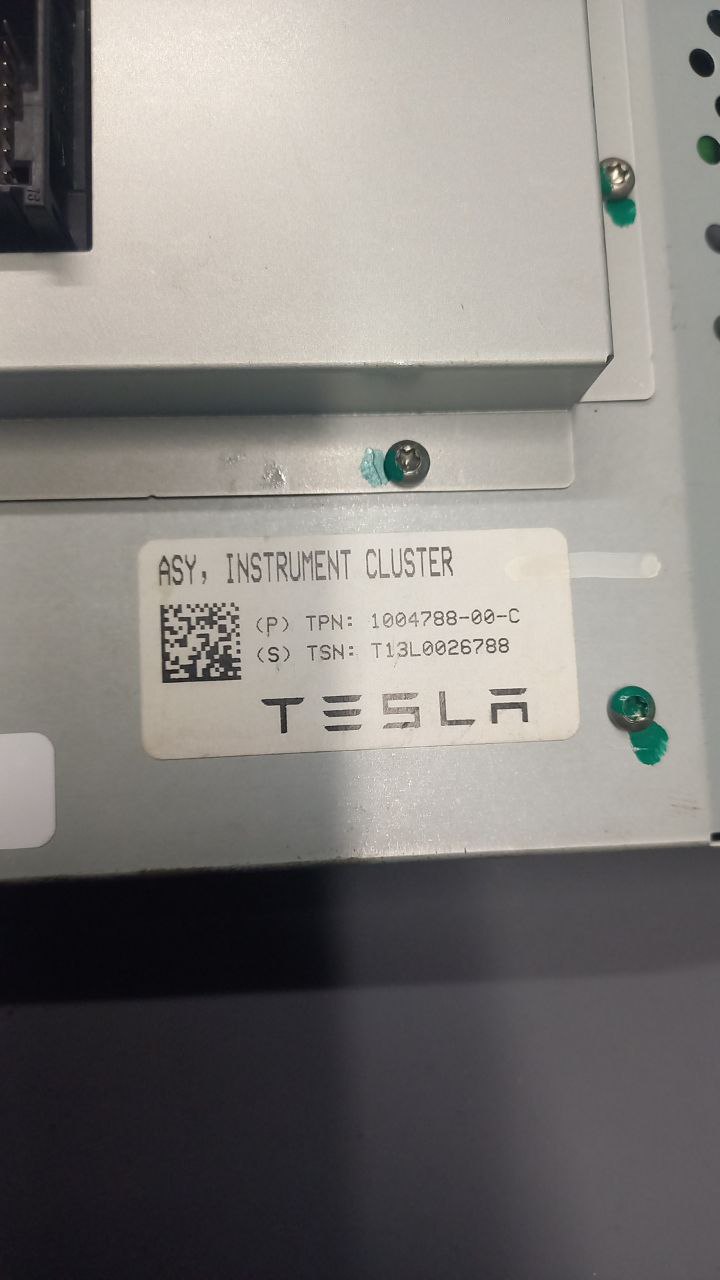 ASY, INSTRUMENT CLUSTER
(P) TPN: 1004788-00-C
(S) TSN: T13L0026788
TESLA